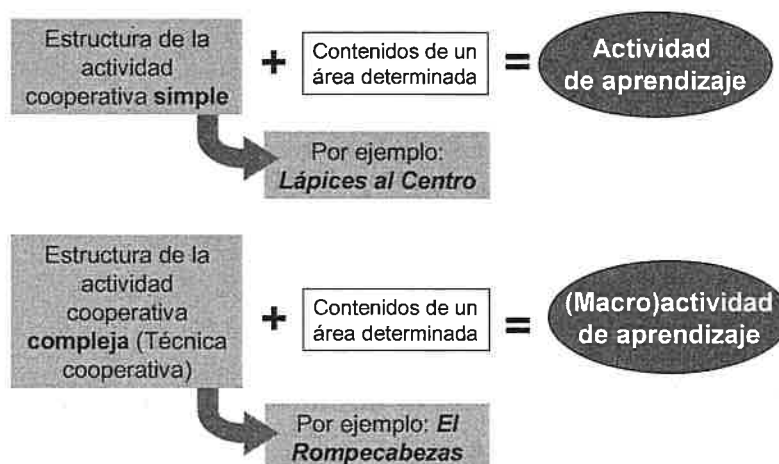 Estructura de la
actividad
cooperativa simple
+
Contenidos de un
área determinada
=
Actividad
de aprendizaje
Por ejemplo:
Lápices al Centro
Estructura de la
actividad
cooperativa
compleja (Técnica
cooperativa)
+
Contenidos de un
área determinada
=
(Macro)actividad
de aprendizaje
Por ejemplo: El
Rompecabezas